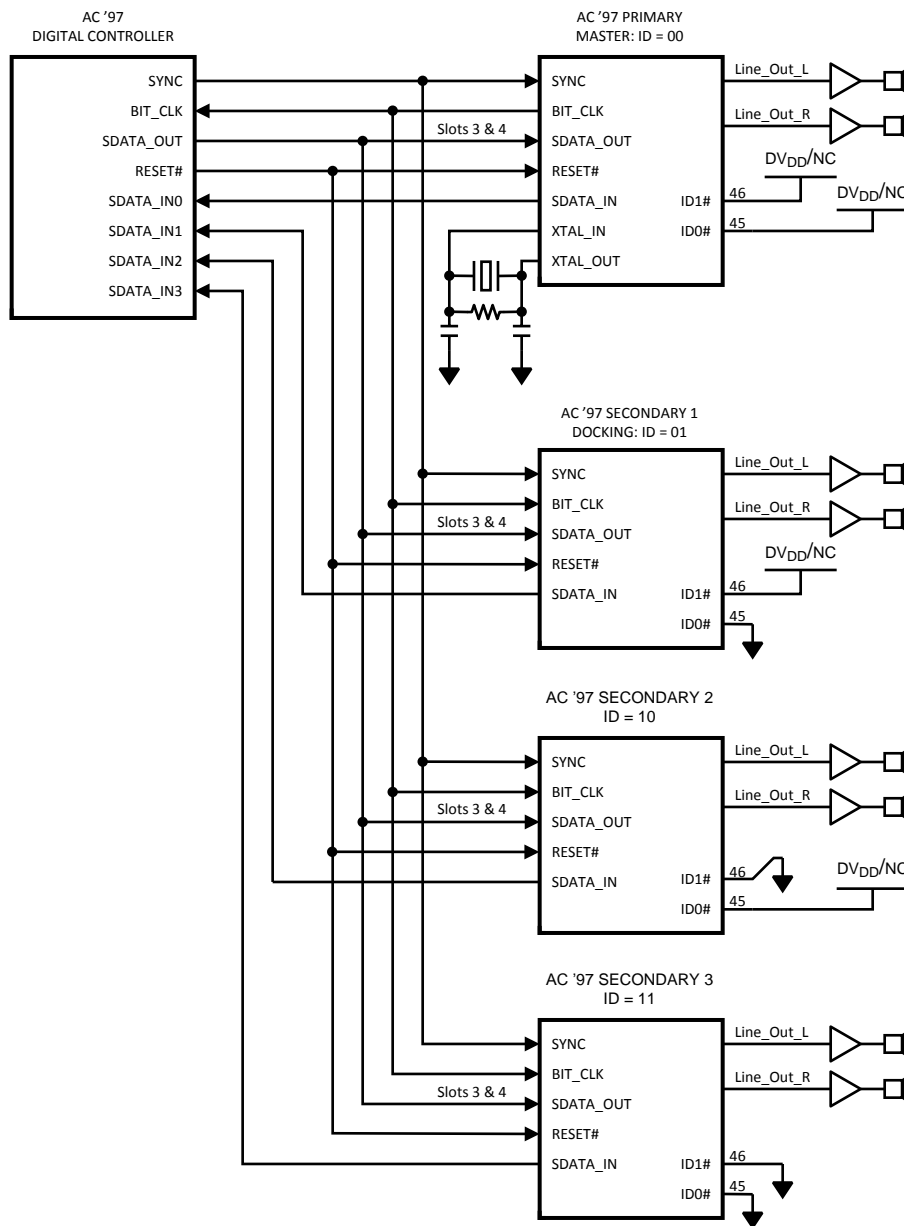 AC '97
DIGITAL CONTROLLER
SYNC
BIT_CLK
SDATA_OUT
RESET#
SDATA_IN0
SDATA_IN1
SDATA_IN2
SDATA_IN3
AC '97 PRIMARY
MASTER: ID = 00
Slots 3 & 4
SYNC
BIT_CLK
SDATA_OUT
RESET#
SDATA_IN
XTAL_IN
XTAL_OUT
ID1#
ID0#
46
45
Line_Out_L
Line_Out_R
DVDD/NC
DVDD/NC
AC '97 SECONDARY 1
DOCKING: ID = 01
Slots 3 & 4
SYNC
BIT_CLK
SDATA_OUT
RESET#
SDATA_IN
ID1#
ID0#
46
45
Line_Out_L
Line_Out_R
DVDD/NC
AC '97 SECONDARY 2
ID = 10
Slots 3 & 4
SYNC
BIT_CLK
SDATA_OUT
RESET#
SDATA_IN
ID1#
ID0#
46
45
Line_Out_L
Line_Out_R
DVDD/NC
AC '97 SECONDARY 3
ID = 11
Slots 3 & 4
SYNC
BIT_CLK
SDATA_OUT
RESET#
SDATA_IN
ID1#
ID0#
46
45
Line_Out_L
Line_Out_R